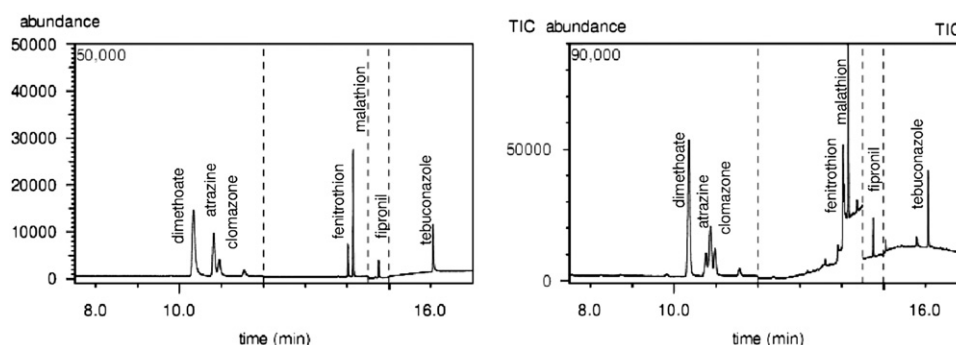 abundance
50000
50,000
40000
30000
20000
10000
0
dimethoate
atrazine
clomazone
fenitrothion
malathion
fipronil
tebuconazole
8.0 10.0 16.0
time (min)
TIC abundance TIC
90,000
50000
0
dimethoate
atrazine
clomazone
fenitrothion
malathion
fipronil
tebuconazole
8.0 10.0 16.0
time (min)